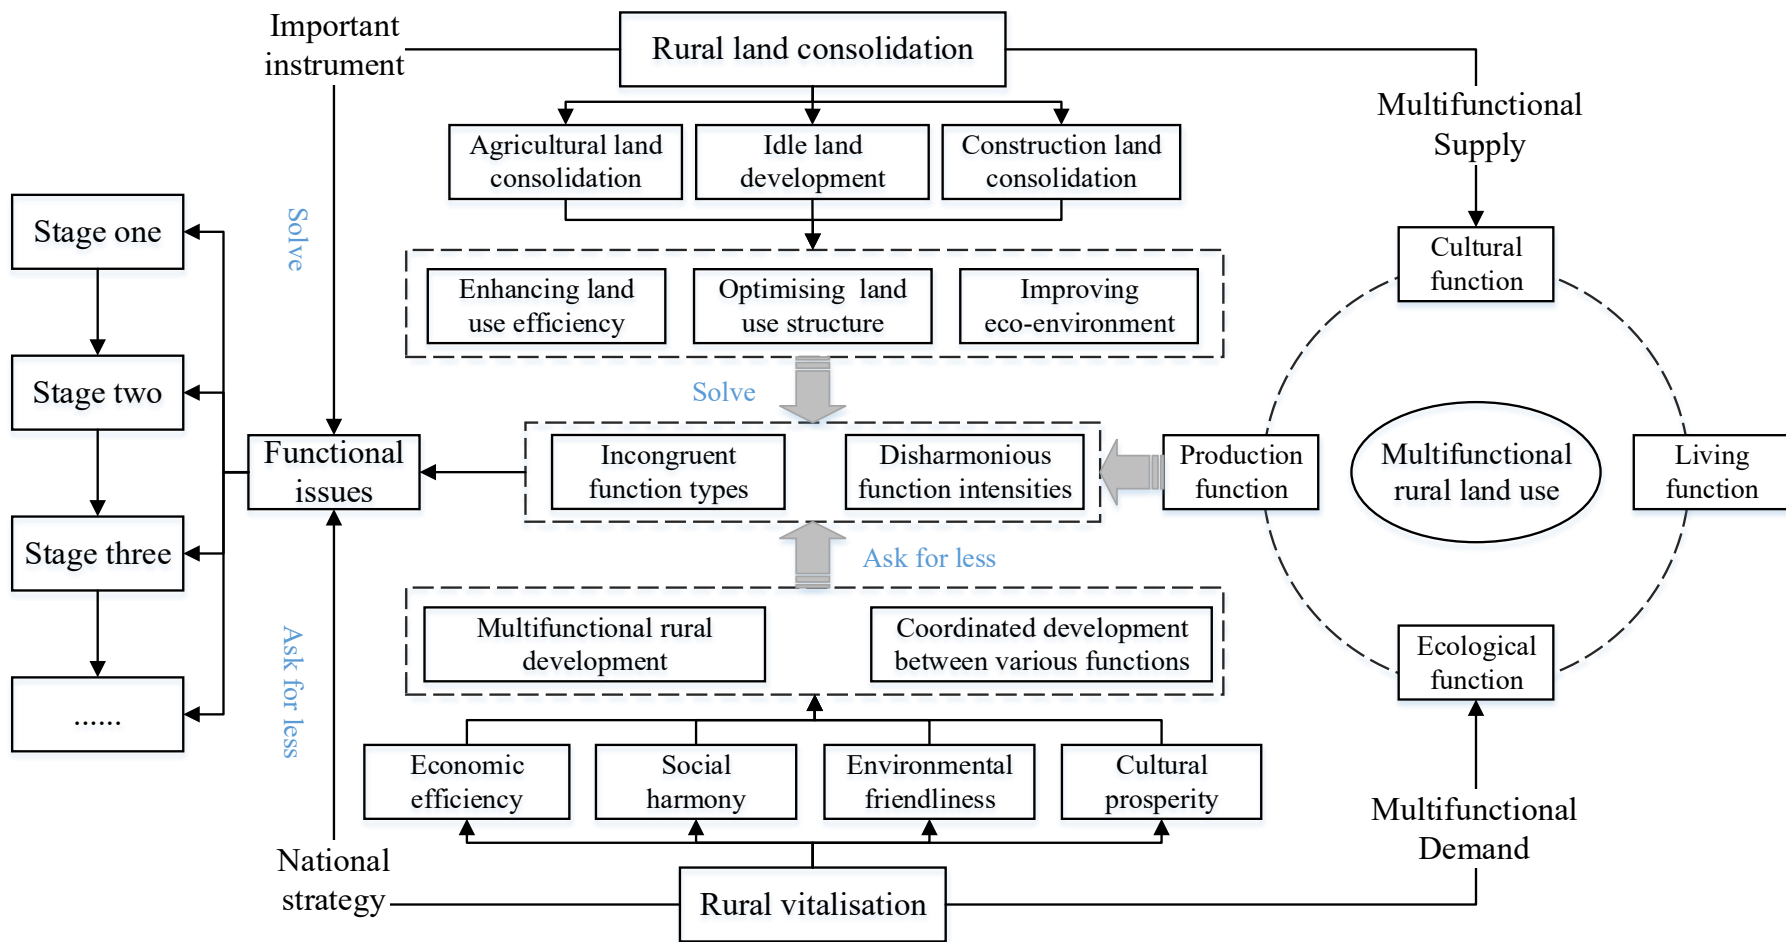 Important
instrument
Rural land consolidation
Multifunctional
Supply
Agricultural land
consolidation
Idle land
development
Construction land
consolidation
Stage one
Stage two
Stage three
......
Solve
Enhancing land
use efficiency
Optimising land
use structure
Improving
eco-environment
Solve
Functional
issues
Incongruent
function types
Disharmonious
function intensities
Cultural
function
Production
function
Multifunctional
rural land use
Living
function
Ecological
function
Ask for less
Ask for less
Multifunctional rural
development
Coordinated development
between various functions
Economic
efficiency
Social
harmony
Environmental
friendliness
Cultural
prosperity
Multifunctional
Demand
National
strategy
Rural vitalisation